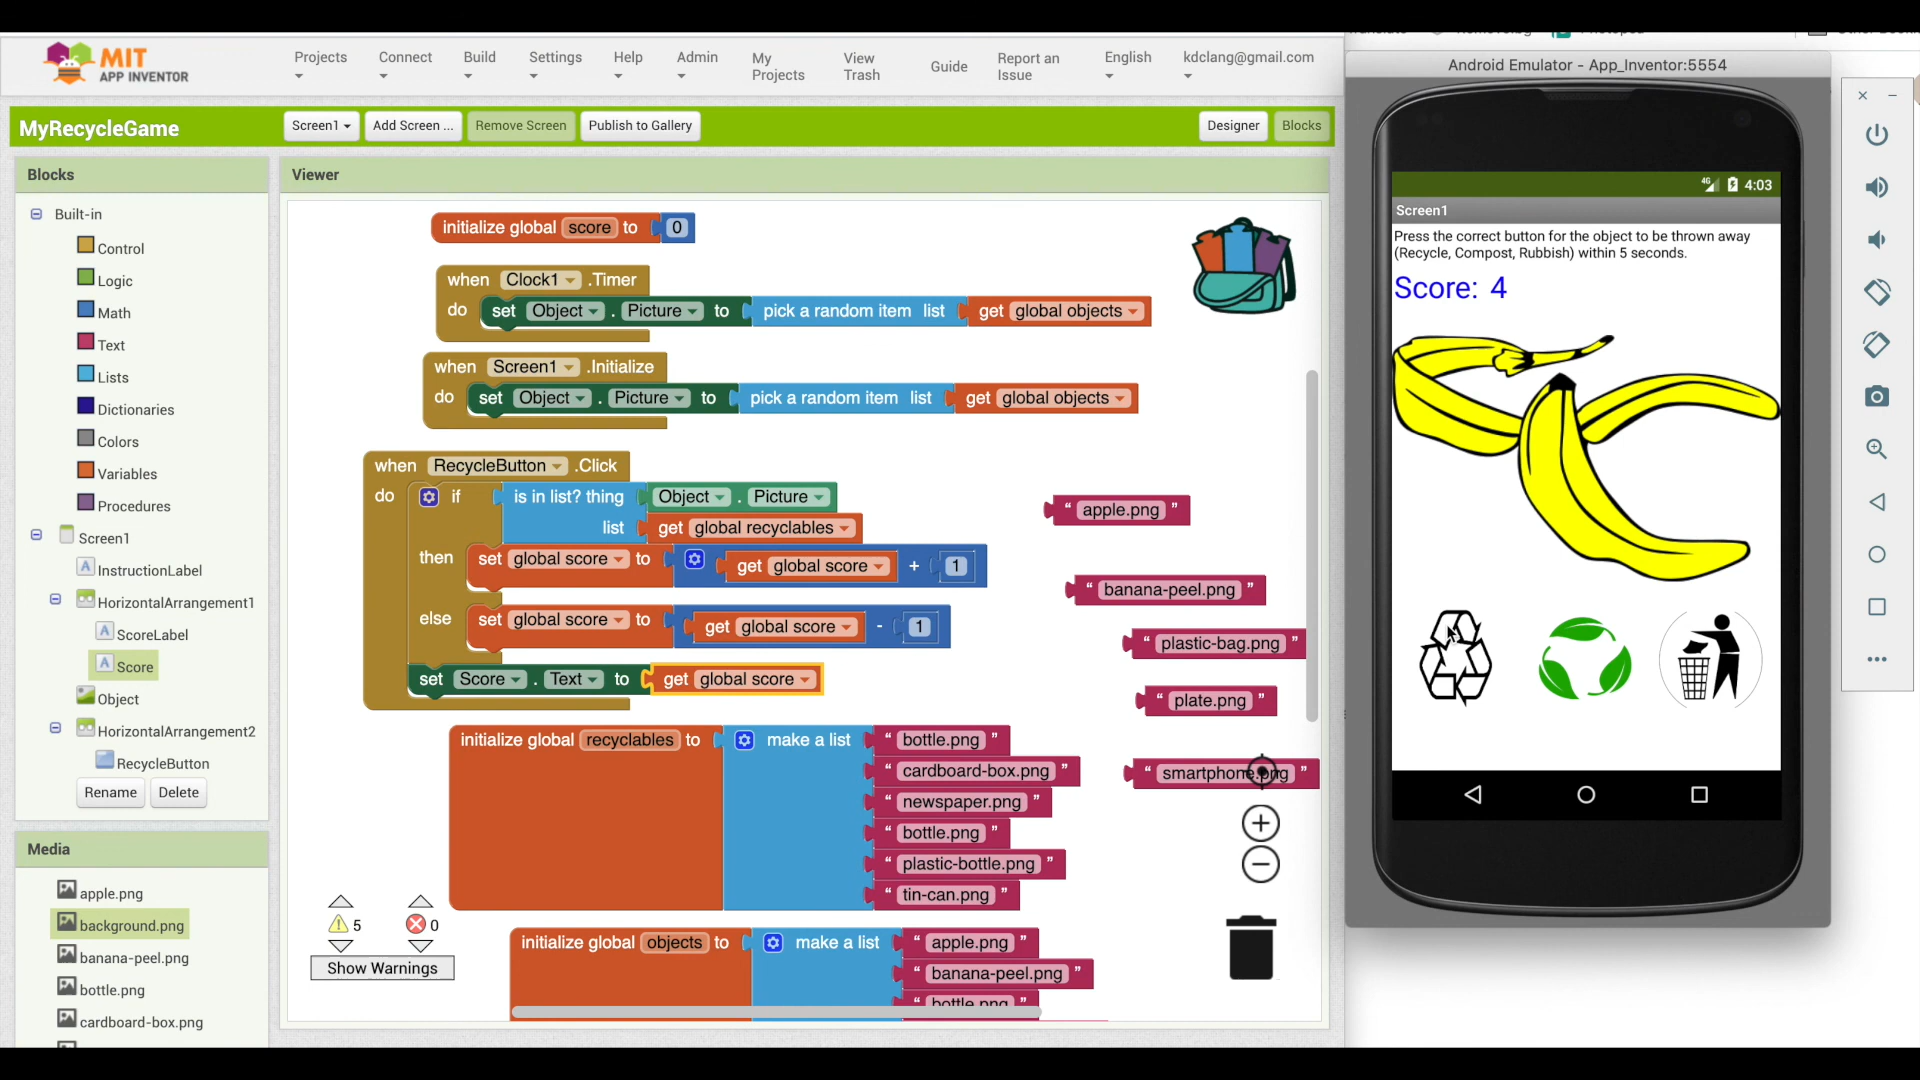 MIT
APP INVENTOR
Projects
Connect
Build
Settings
Help
Admin
My
Projects
View
Trash
Guide
Report an
Issue
English
kdclang@gmail.com
MyRecycleGame
Screen1
Add Screen ...
Remove Screen
Publish to Gallery
Designer
Blocks
Blocks
Built-in
Control
Logic
Math
Text
Lists
Dictionaries
Colors
Variables
Procedures
Screen1
InstructionLabel
HorizontalArrangement1
ScoreLabel
Score
Object
HorizontalArrangement2
RecycleButton
Rename
Delete
Media
apple.png
background.png
banana-peel.png
bottle.png
cardboard-box.png
Viewer
initialize global score to 0
when Clock1 .Timer
do set Object . Picture to pick a random item list get global objects
when Screen1 .Initialize
do set Object . Picture to pick a random item list get global objects
when RecycleButton .Click
do if is in list? thing Object . Picture
list get global recyclables
then set global score to get global score + 1
else set global score to get global score - 1
set Score . Text to get global score
" apple.png "
" banana-peel.png "
" plastic-bag.png "
" plate.png "
" smartphone.png "
initialize global recyclables to make a list " bottle.png "
" cardboard-box.png "
" newspaper.png "
" bottle.png "
" plastic-bottle.png "
" tin-can.png "
initialize global objects to make a list " apple.png "
" banana-peel.png "
" bottle.png "
5
0
Show Warnings
Android Emulator - App_Inventor:5554
4G 4:03
Screen1
Press the correct button for the object to be thrown away
(Recycle, Compost, Rubbish) within 5 seconds.
Score: 4